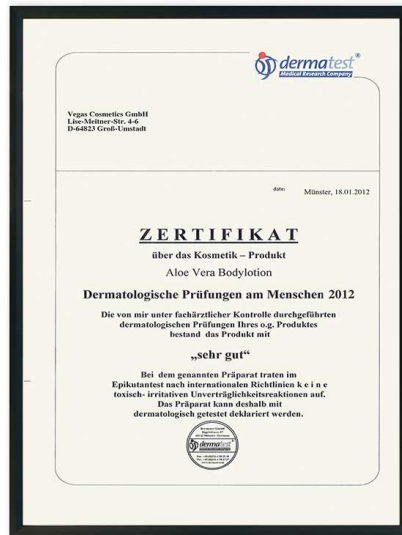 dermatest®
Medical Research Company
Vegas Cosmetics GmbH
Lise-Meitner-Str. 4-6
D-64823 Groß-Umstadt
date: Münster, 18.01.2012
ZERTIFIKAT
über das Kosmetik – Produkt
Aloe Vera Bodylotion
Dermatologische Prüfungen am Menschen 2012
Die von mir unter fachärztlicher Kontrolle durchgeführten
dermatologischen Prüfungen Ihres o.g. Produktes
bestand das Produkt mit
„sehr gut“
Bei dem genannten Präparat traten im
Epikutantest nach internationalen Richtlinien k e i n e
toxisch- irritativen Unverträglichkeitsreaktionen auf.
Das Präparat kann deshalb mit
dermatologisch getestet deklariert werden.
dermatest